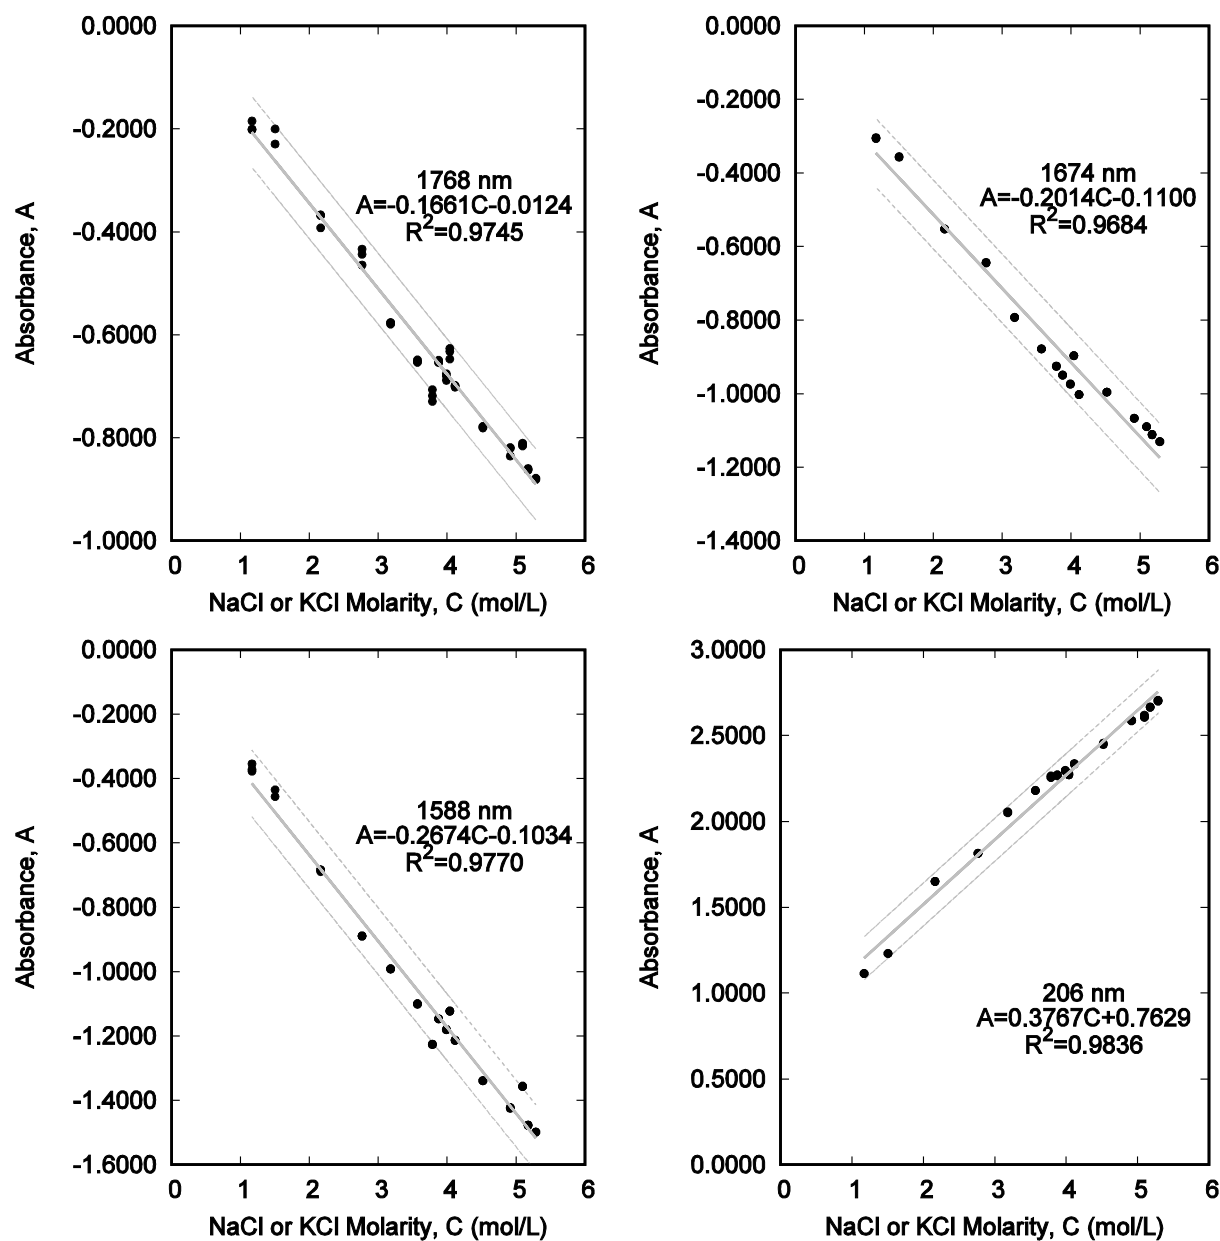 0.0000
-0.2000
-0.4000
-0.6000
-0.8000
-1.0000
Absorbance, A
1768 nm
A=-0.1661C-0.0124
R2=0.9745
0 1 2 3 4 5 6
NaCl or KCl Molarity, C (mol/L)
0.0000
-0.2000
-0.4000
-0.6000
-0.8000
-1.0000
-1.2000
-1.4000
Absorbance, A
1674 nm
A=-0.2014C-0.1100
R2=0.9684
0 1 2 3 4 5 6
NaCl or KCl Molarity, C (mol/L)
0.0000
-0.2000
-0.4000
-0.6000
-0.8000
-1.0000
-1.2000
-1.4000
-1.6000
Absorbance, A
1588 nm
A=-0.2674C-0.1034
R2=0.9770
0 1 2 3 4 5 6
NaCl or KCl Molarity, C (mol/L)
3.0000
2.5000
2.0000
1.5000
1.0000
0.5000
0.0000
Absorbance, A
206 nm
A=0.3767C+0.7629
R2=0.9836
0 1 2 3 4 5 6
NaCl or KCl Molarity, C (mol/L)